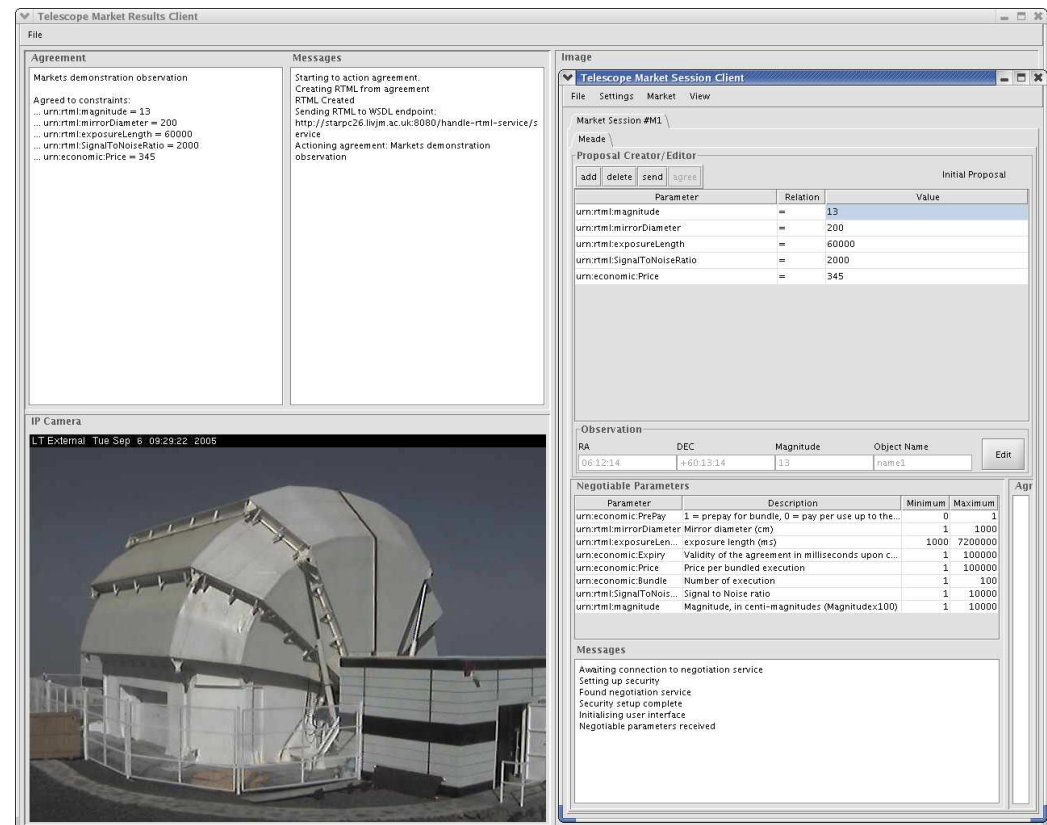 Telescope Market Results Client
File
Agreement
Markets demonstration observation
Agreed to constraints:
... urn:rtml:magnitude = 13
... urn:rtml:mirrorDiameter = 200
... urn:rtml:exposureLength = 60000
... urn:rtml:SignalToNoiseRatio = 2000
... urn:economic:Price = 345
Messages
Starting to action agreement.
Creating RTML from agreement
RTML Created
Sending RTML to WSDL endpoint:
http://starpc26.livjm.ac.uk:8080/handle-rtml-service/s
ervice
Actioning agreement: Markets demonstration
observation
IP Camera
LT External Tue Sep 6 09:29:22 2005
Image
Telescope Market Session Client
File Settings Market View
Market Session #M1
Meade
Proposal Creator/Editor
add delete send agree Initial Proposal
Parameter Relation Value
urn:rtml:magnitude = 13
urn:rtml:mirrorDiameter = 200
urn:rtml:exposureLength = 60000
urn:rtml:SignalToNoiseRatio = 2000
urn:economic:Price = 345
Observation
RA DEC Magnitude Object Name
06:12:14 +60:13:14 13 name1 Edit
Negotiable Parameters Agr
Parameter Description Minimum Maximum
urn:economic:PrePay 1 = prepay for bundle, 0 = pay per use up to the... 0 1
urn:rtml:mirrorDiameter Mirror diameter (cm) 1 1000
urn:rtml:exposureLen... exposure length (ms) 1000 7200000
urn:economic:Expiry Validity of the agreement in milliseconds upon c... 1 100000
urn:economic:Price Price per bundled execution 1 100000
urn:economic:Bundle Number of execution 1 100
urn:rtml:SignalToNois... Signal to Noise ratio 1 10000
urn:rtml:magnitude Magnitude, in centi-magnitudes (Magnitudex100) 1 10000
Messages
Awaiting connection to negotiation service
Setting up security
Found negotiation service
Security setup complete
Initialising user interface
Negotiable parameters received